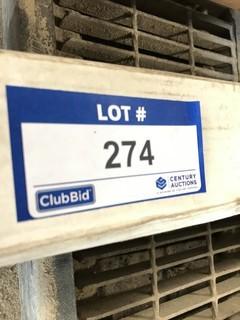 LOT #
274
ClubBid
CENTURY
AUCTIONS